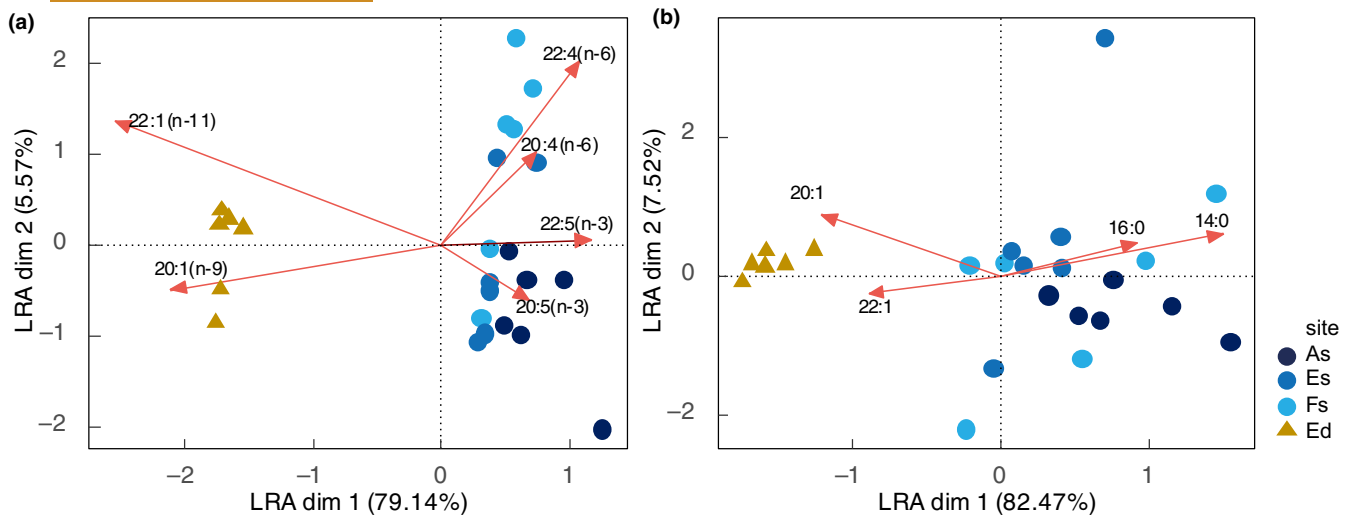 (a)
22:4(n-6)
22:1(n-11)
20:4(n-6)
22:5(n-3)
20:1(n-9)
20:5(n-3)
2
1
0
−1
−2
LRA dim 2 (5.57%)
−2 −1 0 1
LRA dim 1 (79.14%)
(b)
20:1
16:0
14:0
22:1
2
0
−2
LRA dim 2 (7.52%)
−1 0 1
LRA dim 1 (82.47%)
site
As
Es
Fs
Ed